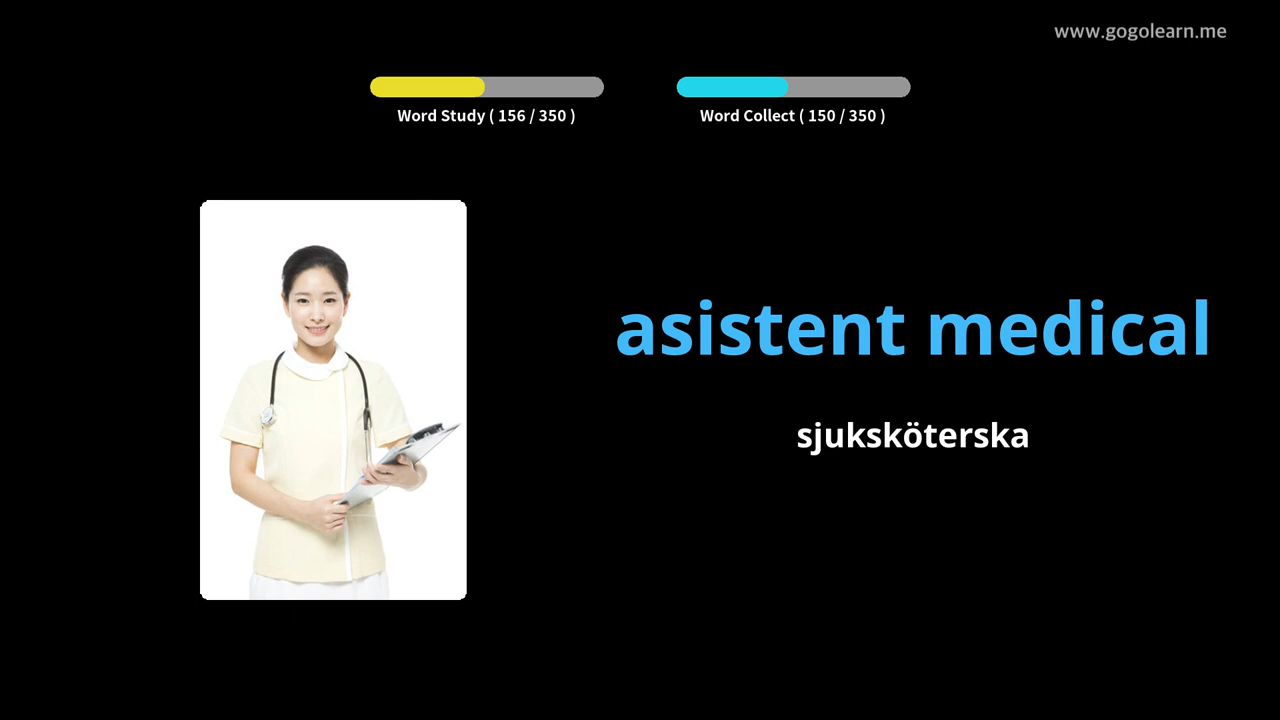 www.gogolearn.me
Word Study ( 156 / 350 )
Word Collect ( 150 / 350 )
asistent medical
sjuksköterska